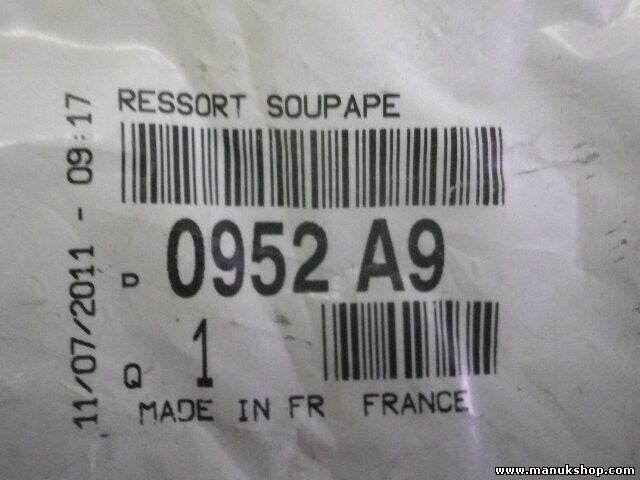 RESSORT SOUPAPE
11/07/2011 - 09:17
P 0952 A9
Q 1
MADE IN FR FRANCE
www.manukshop.com